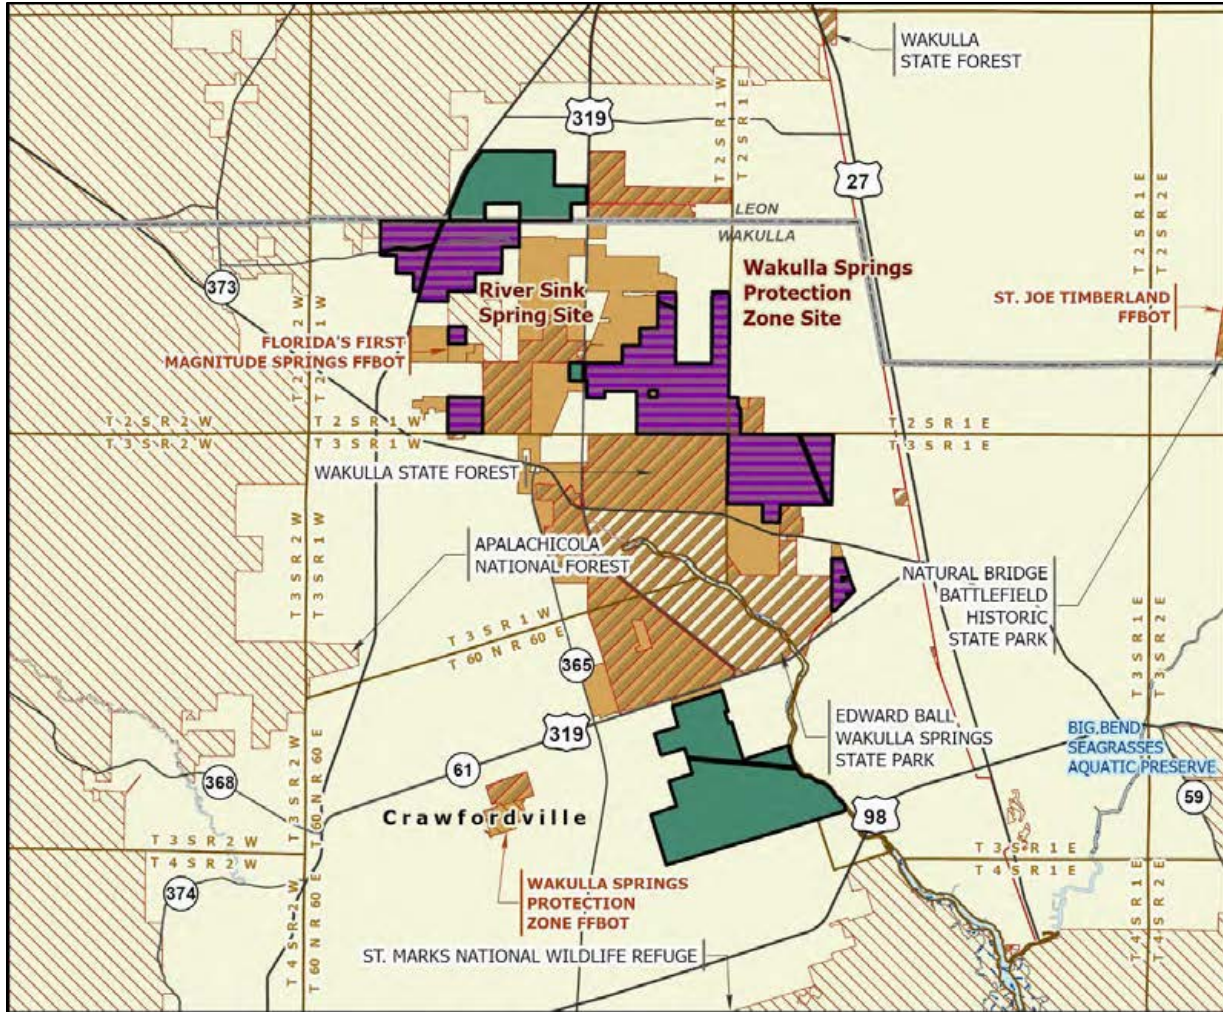 WAKULLA
STATE FOREST
319
27
T 2 S R 1 W
T 2 S R 1 E
LEON
WAKULLA
T 2 S R 1 E
T 2 S R 2 E
373
River Sink
Spring Site
Wakulla Springs
Protection
Zone Site
ST. JOE TIMBERLAND
FFBOT
FLORIDA'S FIRST
MAGNITUDE SPRINGS FFBOT
T 2 S R 2 W
T 2 S R 1 W
T 2 S R 2 W
T 3 S R 2 W
T 2 S R 1 W
T 3 S R 1 W
T 2 S R 1 E
T 3 S R 1 E
WAKULLA STATE FOREST
APALACHICOLA
NATIONAL FOREST
T 3 S R 2 W
T 3 S R 1 W
NATURAL BRIDGE
BATTLEFIELD
HISTORIC
STATE PARK
T 3 S R 1 W
T 60 N R 60 E
T 3 S R 1 E
T 3 S R 2 E
365
319
EDWARD BALL
WAKULLA SPRINGS
STATE PARK
BIG BEND
SEAGRASSES
AQUATIC PRESERVE
368
61
59
T 3 S R 2 W
T 60 N R 60 E
Crawfordville
98
T 3 S R 2 W
T 4 S R 2 W
T 3 S R 1 E
T 4 S R 1 E
374
WAKULLA SPRINGS
PROTECTION
ZONE FFBOT
T 4 S R 2 W
T 60 N R 60 E
T 4 S R 1 E
T 4 S R 2 E
ST. MARKS NATIONAL WILDLIFE REFUGE